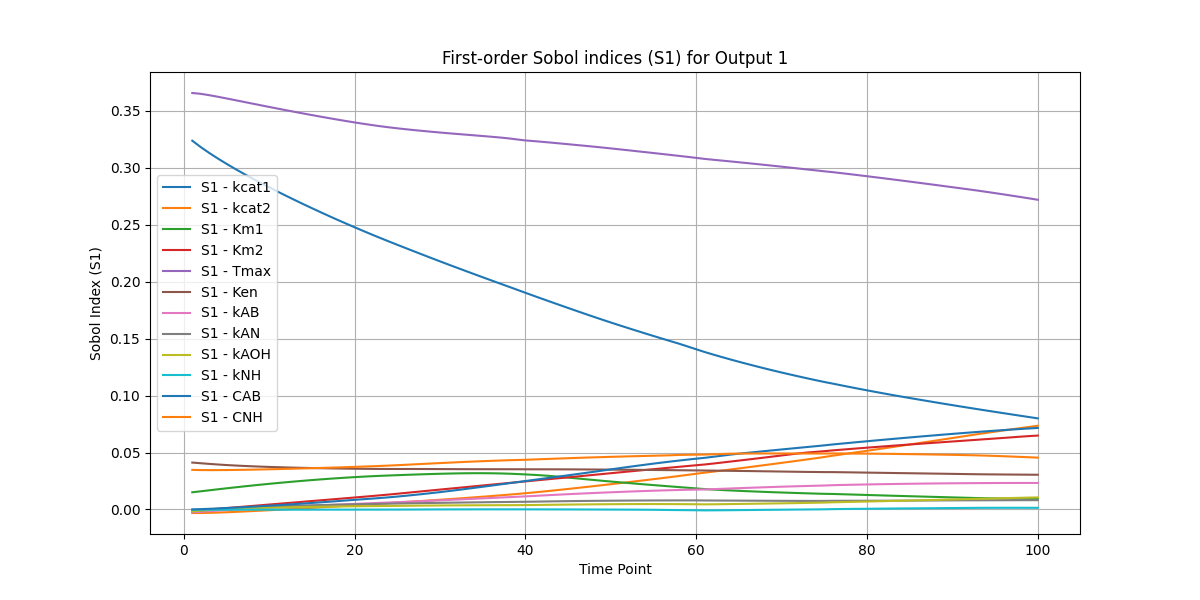 First-order Sobol indices (S1) for Output 1
Sobol Index (S1)
0.35
0.30
0.25
0.20
0.15
0.10
0.05
0.00
S1 - kcat1
S1 - kcat2
S1 - Km1
S1 - Km2
S1 - Tmax
S1 - Ken
S1 - kAB
S1 - kAN
S1 - kAOH
S1 - kNH
S1 - CAB
S1 - CNH
0 20 40 60 80 100
Time Point